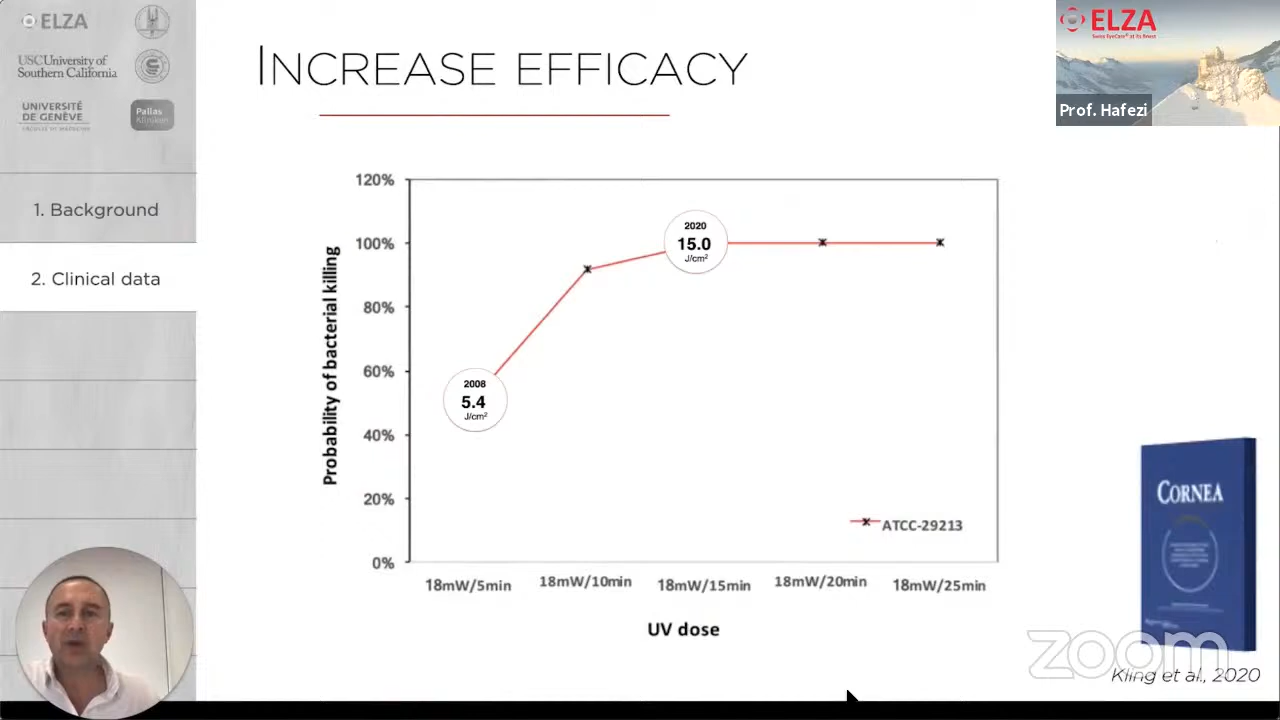 ELZA
USC University of
Southern California
UNIVERSITÉ
DE GENÈVE
FACULTÉ DE MÉDECINE
Pallas
Kliniken
1. Background
2. Clinical data
INCREASE EFFICACY
ELZA
Swiss EyeCare® at its finest
Prof. Hafezi
Probability of bacterial killing
120%
100%
80%
60%
40%
20%
0%
2008
5.4
J/cm²
2020
15.0
J/cm²
ATCC-29213
18mW/5min
18mW/10min
18mW/15min
18mW/20min
18mW/25min
UV dose
CORNEA
zoom
Kling et al, 2020